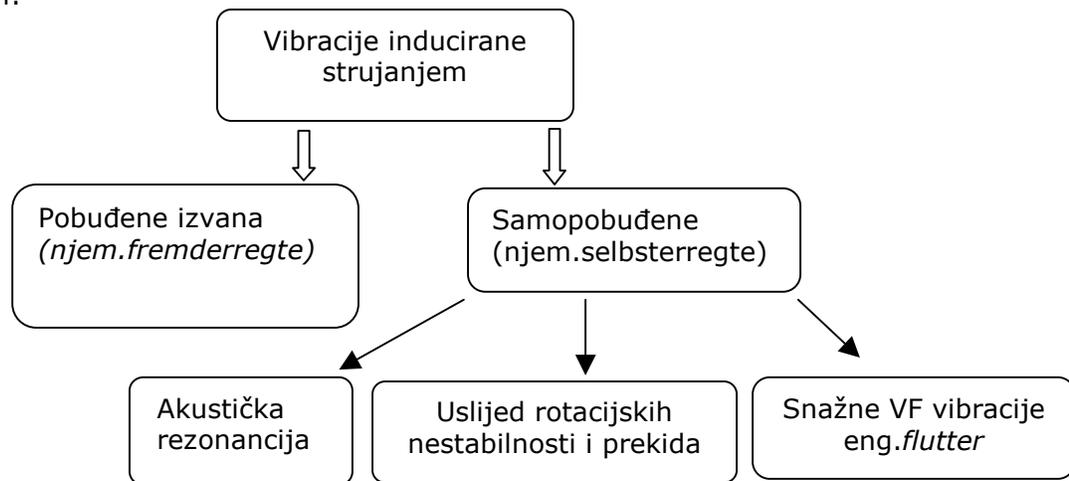 Vibracije inducirane
strujanjem
Pobuđene izvana
(njem.fremderregte)
Samopobuđene
(njem.selbsterregte)
Akustička
rezonancija
Uslijed rotacijskih
nestabilnosti i prekida
Snažne VF vibracije
eng.flutter